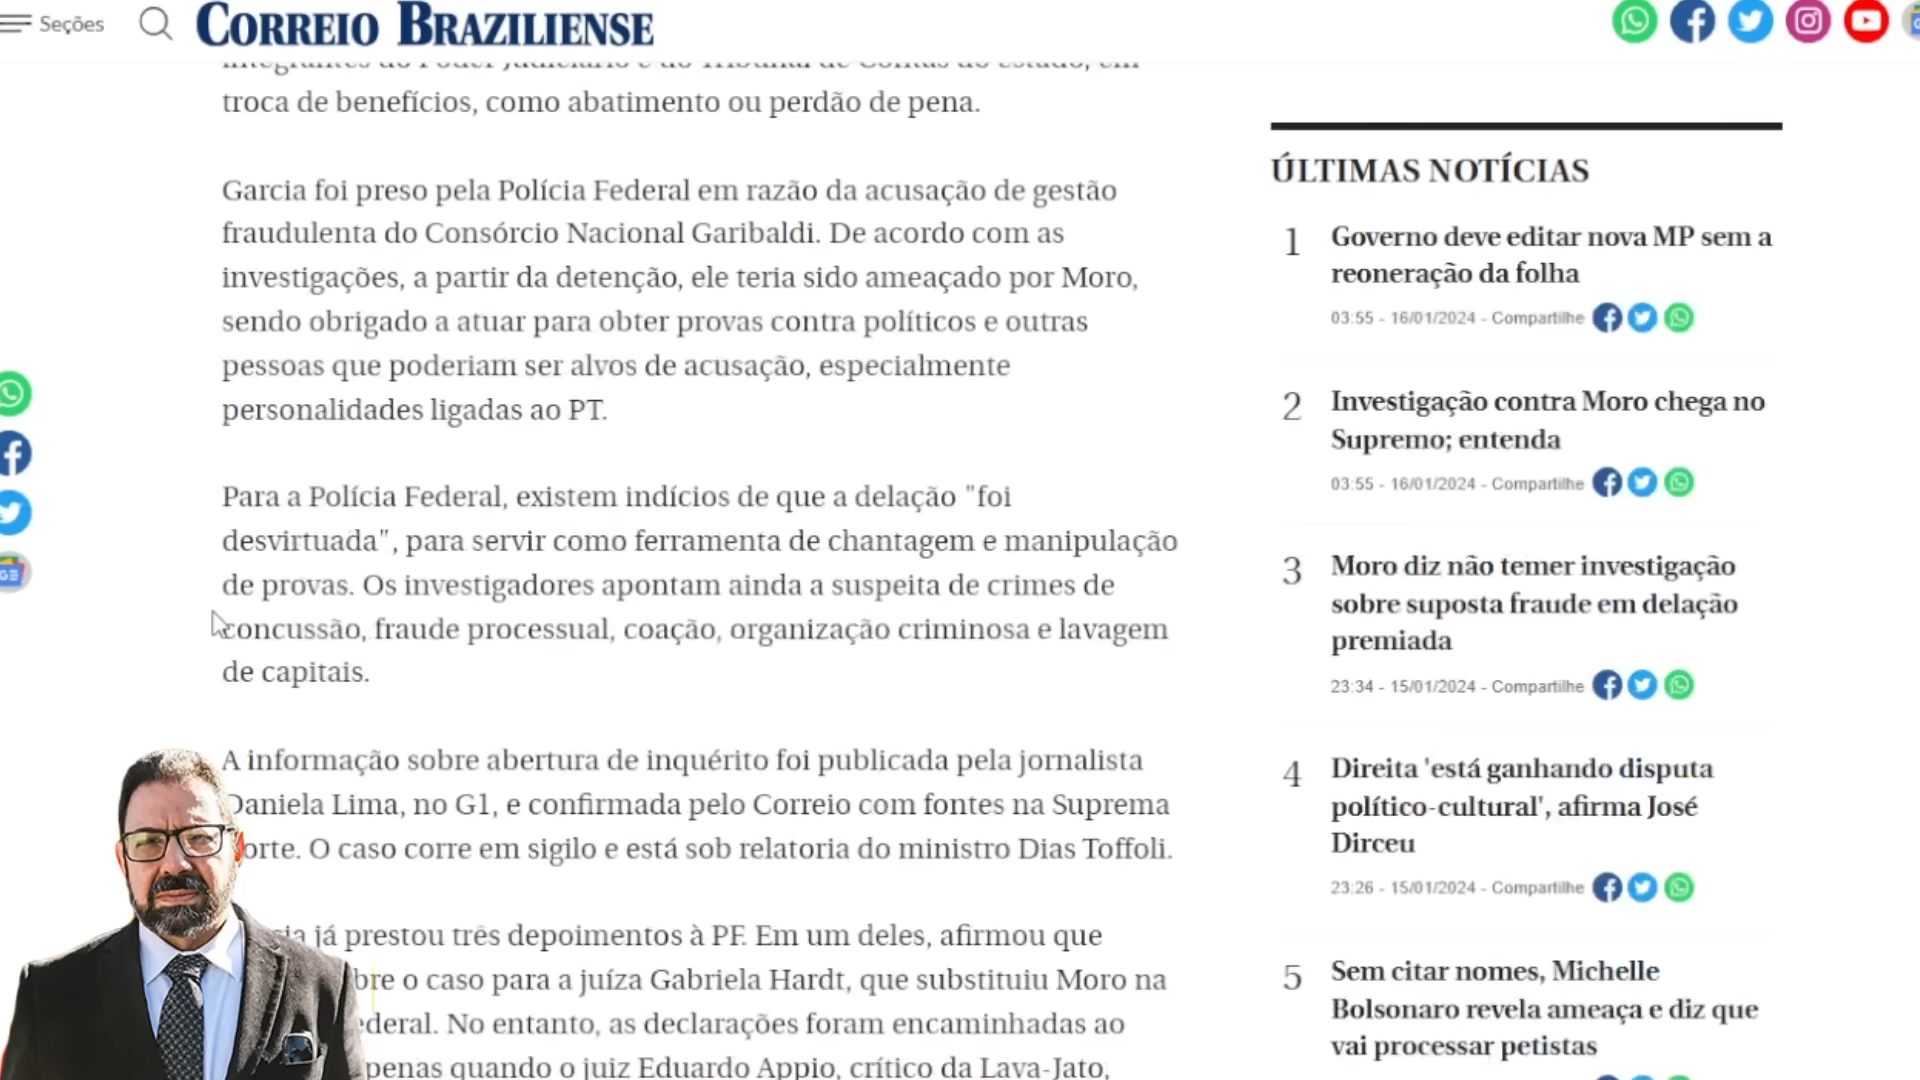 Seções
CORREIO BRAZILIENSE
integrantes do Poder Judiciário e do Tribunal de Contas do estado, em
troca de benefícios, como abatimento ou perdão de pena.
Garcia foi preso pela Polícia Federal em razão da acusação de gestão
fraudulenta do Consórcio Nacional Garibaldi. De acordo com as
investigações, a partir da detenção, ele teria sido ameaçado por Moro,
sendo obrigado a atuar para obter provas contra políticos e outras
pessoas que poderiam ser alvos de acusação, especialmente
personalidades ligadas ao PT.
Para a Polícia Federal, existem indícios de que a delação "foi
desvirtuada", para servir como ferramenta de chantagem e manipulação
de provas. Os investigadores apontam ainda a suspeita de crimes de
concussão, fraude processual, coação, organização criminosa e lavagem
de capitais.
A informação sobre abertura de inquérito foi publicada pela jornalista
Daniela Lima, no G1, e confirmada pelo Correio com fontes na Suprema
orte. O caso corre em sigilo e está sob relatoria do ministro Dias Toffoli.
cia já prestou três depoimentos à PF. Em um deles, afirmou que
bre o caso para a juíza Gabriela Hardt, que substituiu Moro na
ederal. No entanto, as declarações foram encaminhadas ao
penas quando o juiz Eduardo Appio, crítico da Lava-Jato,
ÚLTIMAS NOTÍCIAS
1
Governo deve editar nova MP sem a
reoneração da folha
03:55 - 16/01/2024 - Compartilhe
2
Investigação contra Moro chega no
Supremo; entenda
03:55 - 16/01/2024 - Compartilhe
3
Moro diz não temer investigação
sobre suposta fraude em delação
premiada
23:34 - 15/01/2024 - Compartilhe
4
Direita 'está ganhando disputa
político-cultural', afirma José
Dirceu
23:26 - 15/01/2024 - Compartilhe
5
Sem citar nomes, Michelle
Bolsonaro revela ameaça e diz que
vai processar petistas